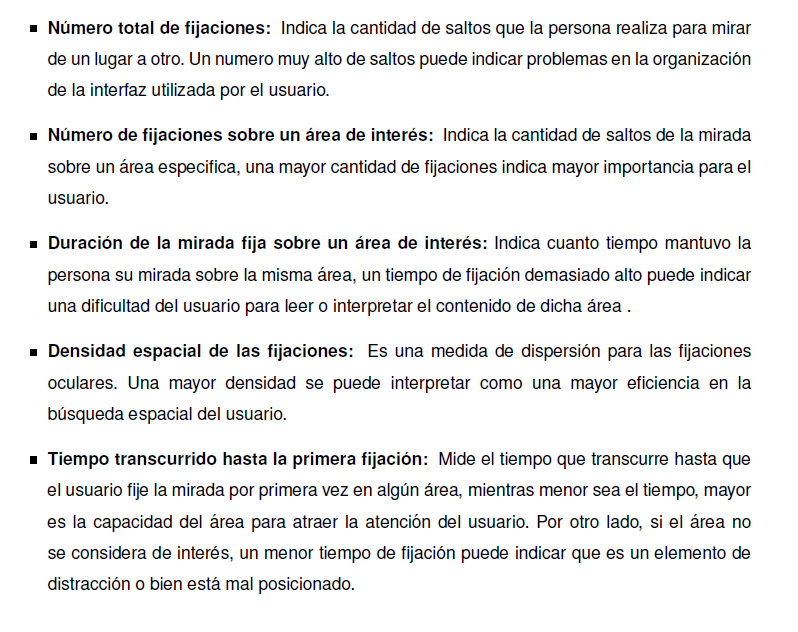 ▪ Número total de fijaciones: Indica la cantidad de saltos que la persona realiza para mirar
de un lugar a otro. Un numero muy alto de saltos puede indicar problemas en la organización
de la interfaz utilizada por el usuario.
▪ Número de fijaciones sobre un área de interés: Indica la cantidad de saltos de la mirada
sobre un área especifica, una mayor cantidad de fijaciones indica mayor importancia para el
usuario.
▪ Duración de la mirada fija sobre un área de interés: Indica cuanto tiempo mantuvo la
persona su mirada sobre la misma área, un tiempo de fijación demasiado alto puede indicar
una dificultad del usuario para leer o interpretar el contenido de dicha área .
▪ Densidad espacial de las fijaciones: Es una medida de dispersión para las fijaciones
oculares. Una mayor densidad se puede interpretar como una mayor eficiencia en la
búsqueda espacial del usuario.
▪ Tiempo transcurrido hasta la primera fijación: Mide el tiempo que transcurre hasta que
el usuario fije la mirada por primera vez en algún área, mientras menor sea el tiempo, mayor
es la capacidad del área para atraer la atención del usuario. Por otro lado, si el área no
se considera de interés, un menor tiempo de fijación puede indicar que es un elemento de
distracción o bien está mal posicionado.